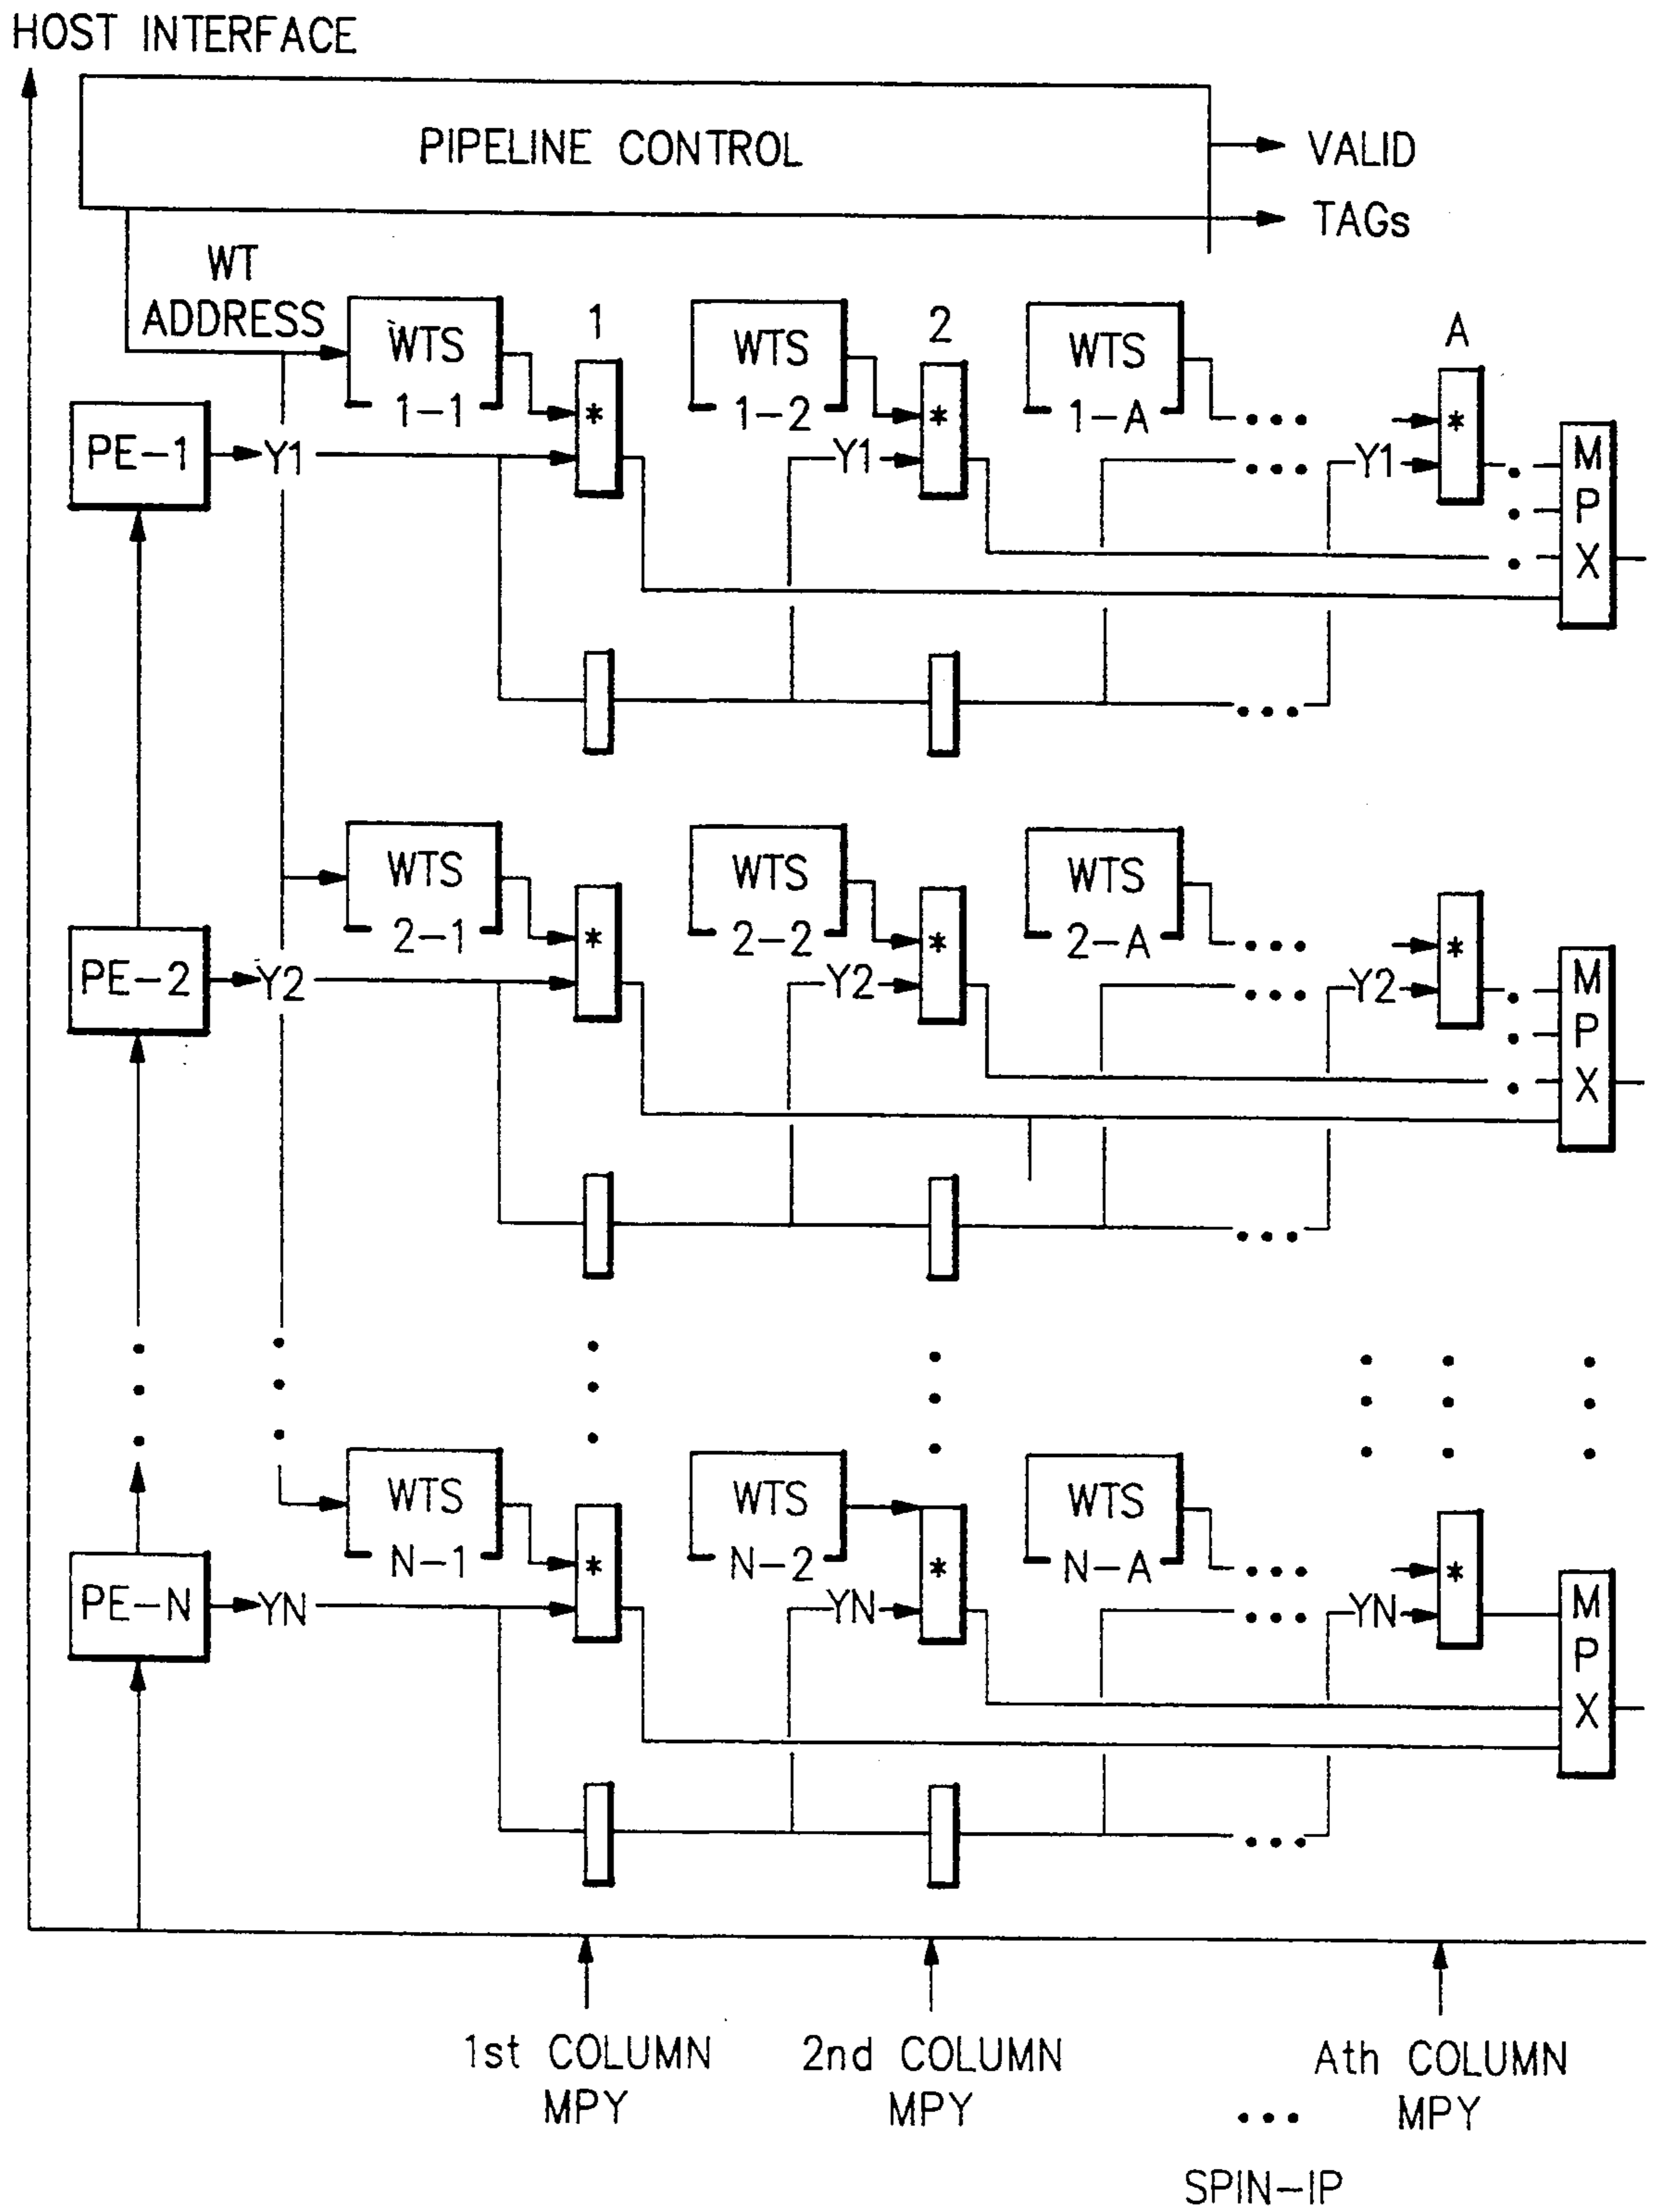 HOST INTERFACE
PIPELINE CONTROL
VALID
TAGs
WT
ADDRESS
WTS
1-1
1
WTS
1-2
2
WTS
1-A
A
PE-1
Y1
*
Y1
*
...
...
Y1
*
M
P
X
...
WTS
2-1
WTS
2-2
WTS
2-A
PE-2
Y2
*
Y2
*
...
...
Y2
*
M
P
X
...
WTS
N-1
WTS
N-2
WTS
N-A
PE-N
YN
*
YN
*
...
...
YN
*
M
P
X
...
1st COLUMN
MPY
2nd COLUMN
MPY
...
Ath COLUMN
MPY
SPIN-IP